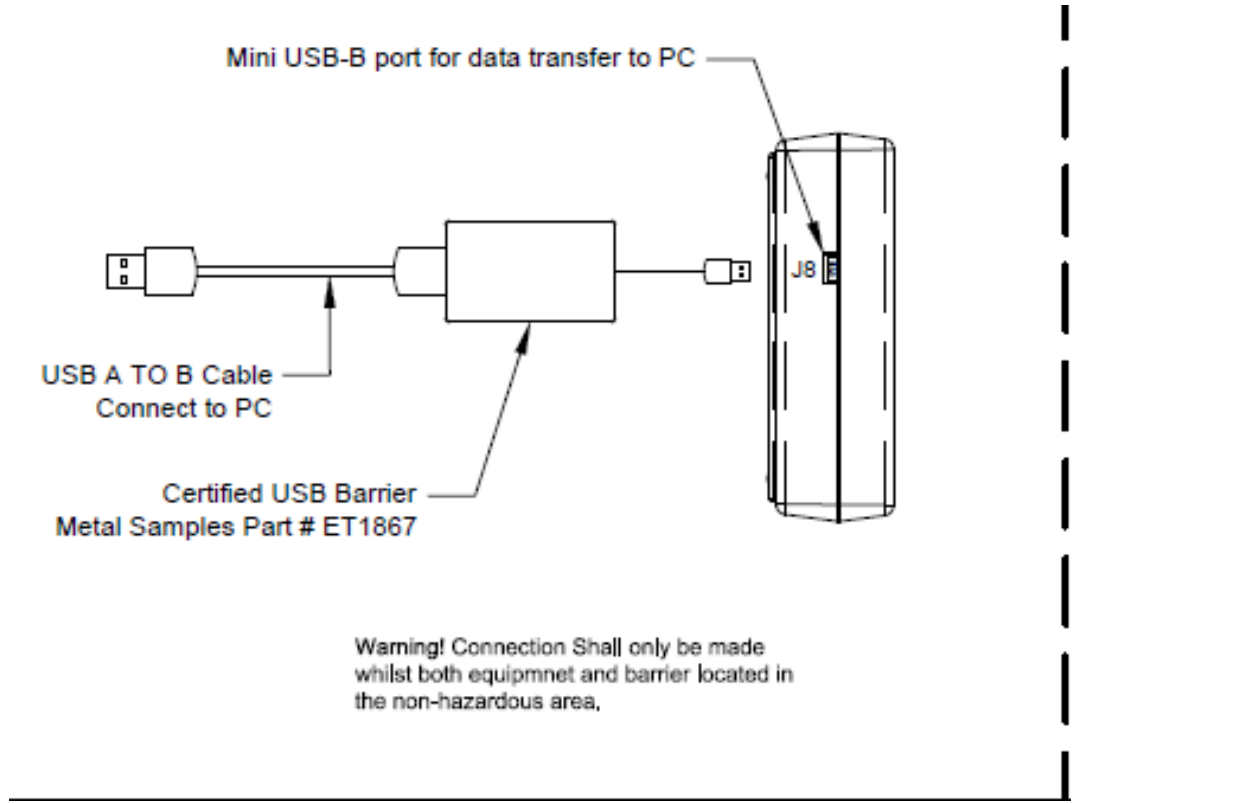 Mini USB-B port for data transfer to PC
J8
USB A TO B Cable
Connect to PC
Certified USB Barrier
Metal Samples Part # ET1867
Warning! Connection Shall only be made
whilst both equipmnet and barrier located in
the non-hazardous area,